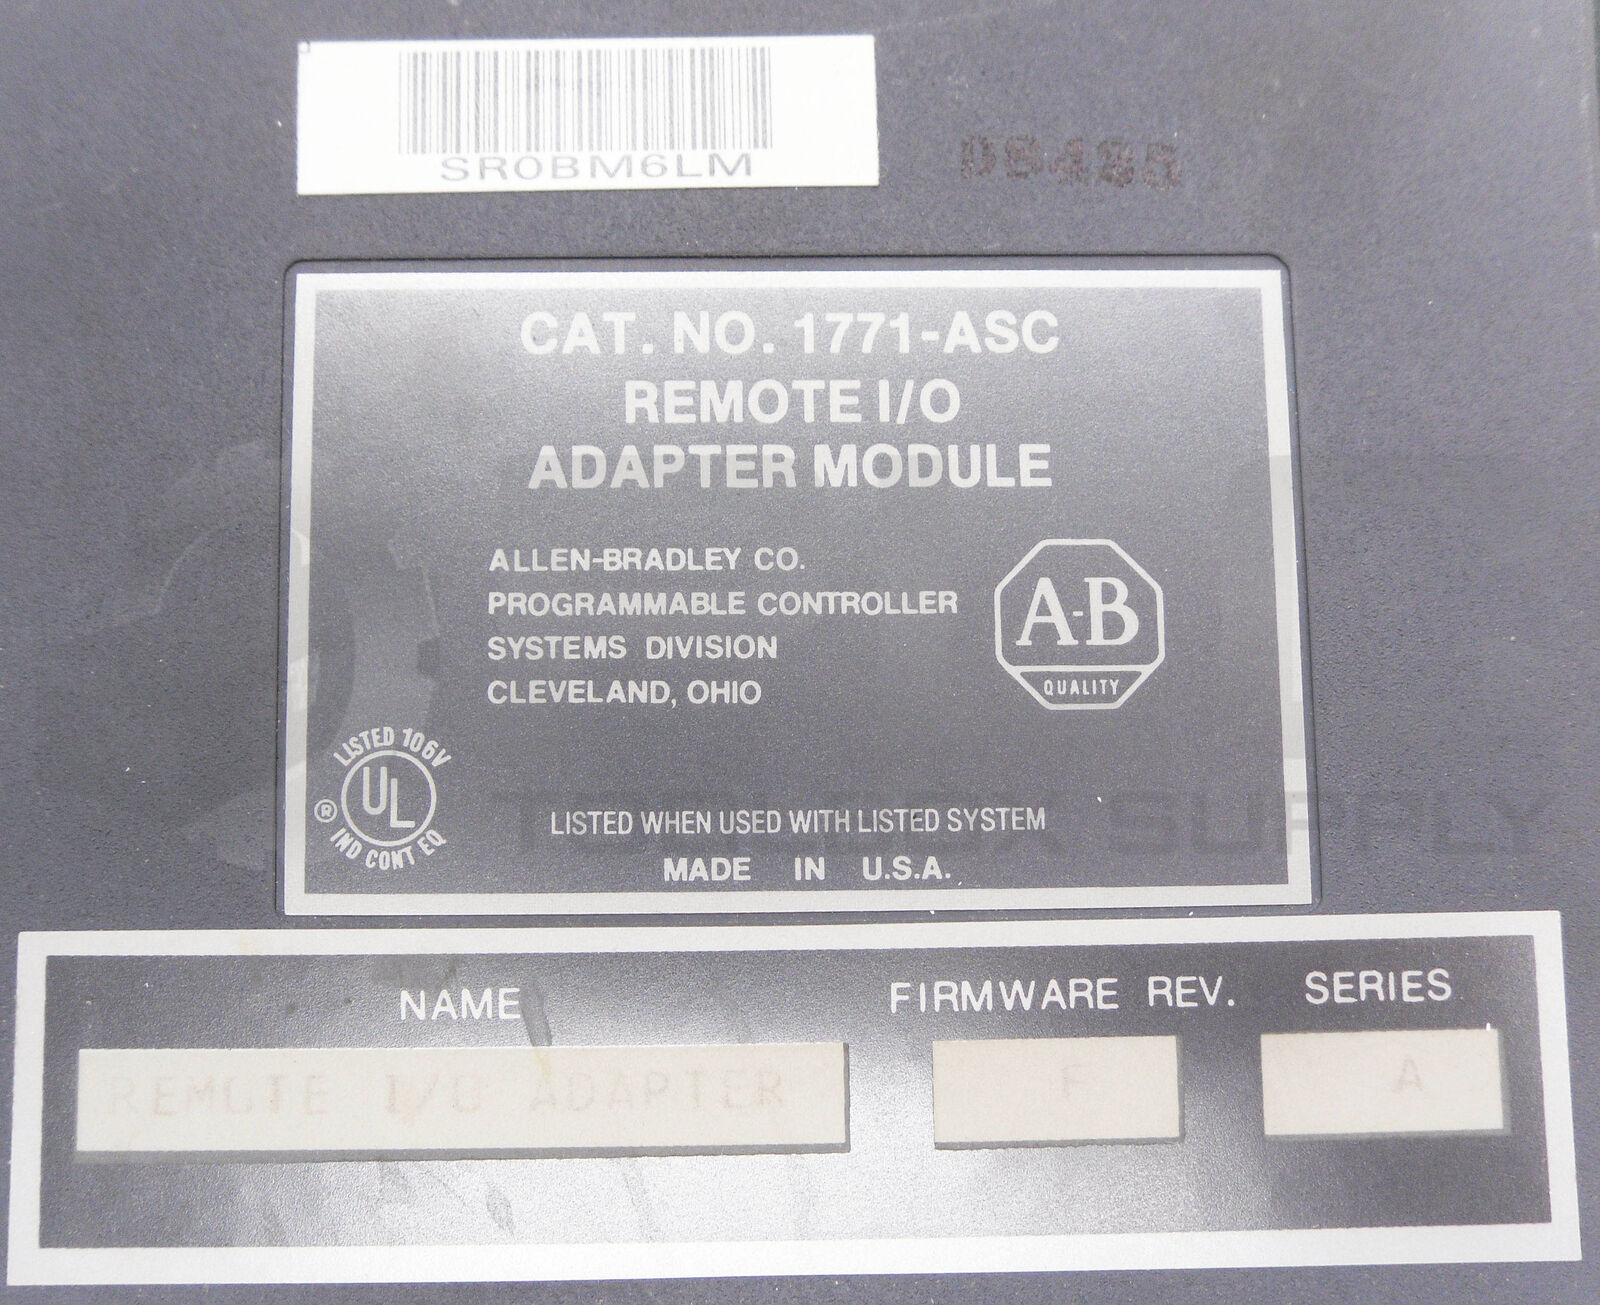 SR0BM6LM
CAT. NO. 1771-ASC
REMOTE I/O
ADAPTER MODULE
ALLEN-BRADLEY CO.
PROGRAMMABLE CONTROLLER
SYSTEMS DIVISION
CLEVELAND, OHIO
A-B
QUALITY
LISTED 106V
UL
®
IND CONT EQ
LISTED WHEN USED WITH LISTED SYSTEM
MADE IN U.S.A.
NAME FIRMWARE REV. SERIES
REMOTE I/O ADAPTER F A